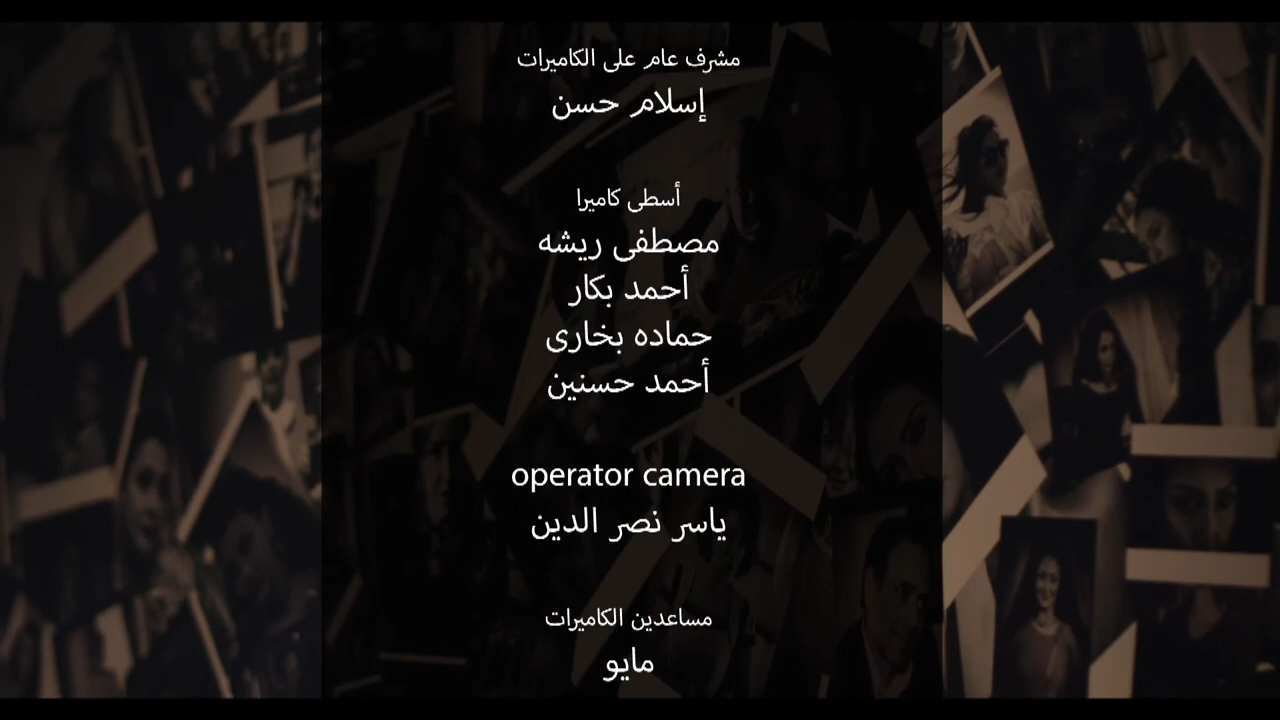 مشرف عام على الكاميرات
إسلام حسن
أسطى كاميرا
مصطفى ريشه
أحمد بكار
حماده بخارى
أحمد حسنين
operator camera
ياسر نصر الدين
مساعدين الكاميرات
مايو